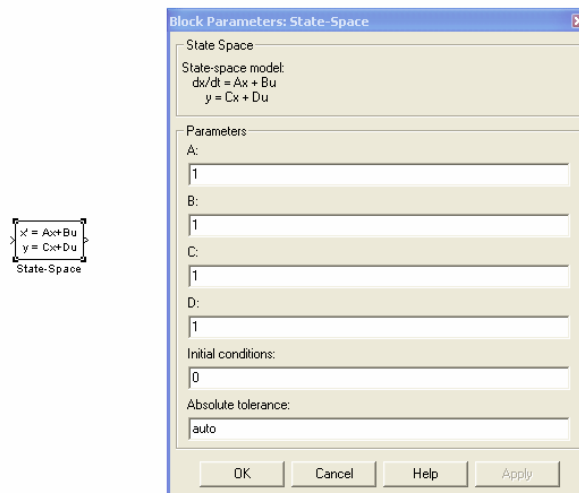 Block Parameters: State-Space
State Space
State-space model:
dx/dt = Ax + Bu
y = Cx + Du
Parameters
A:
1
B:
1
C:
1
D:
1
Initial conditions:
0
Absolute tolerance:
auto
OK Cancel Help Apply
x' = Ax+Bu
y = Cx+Du
State-Space